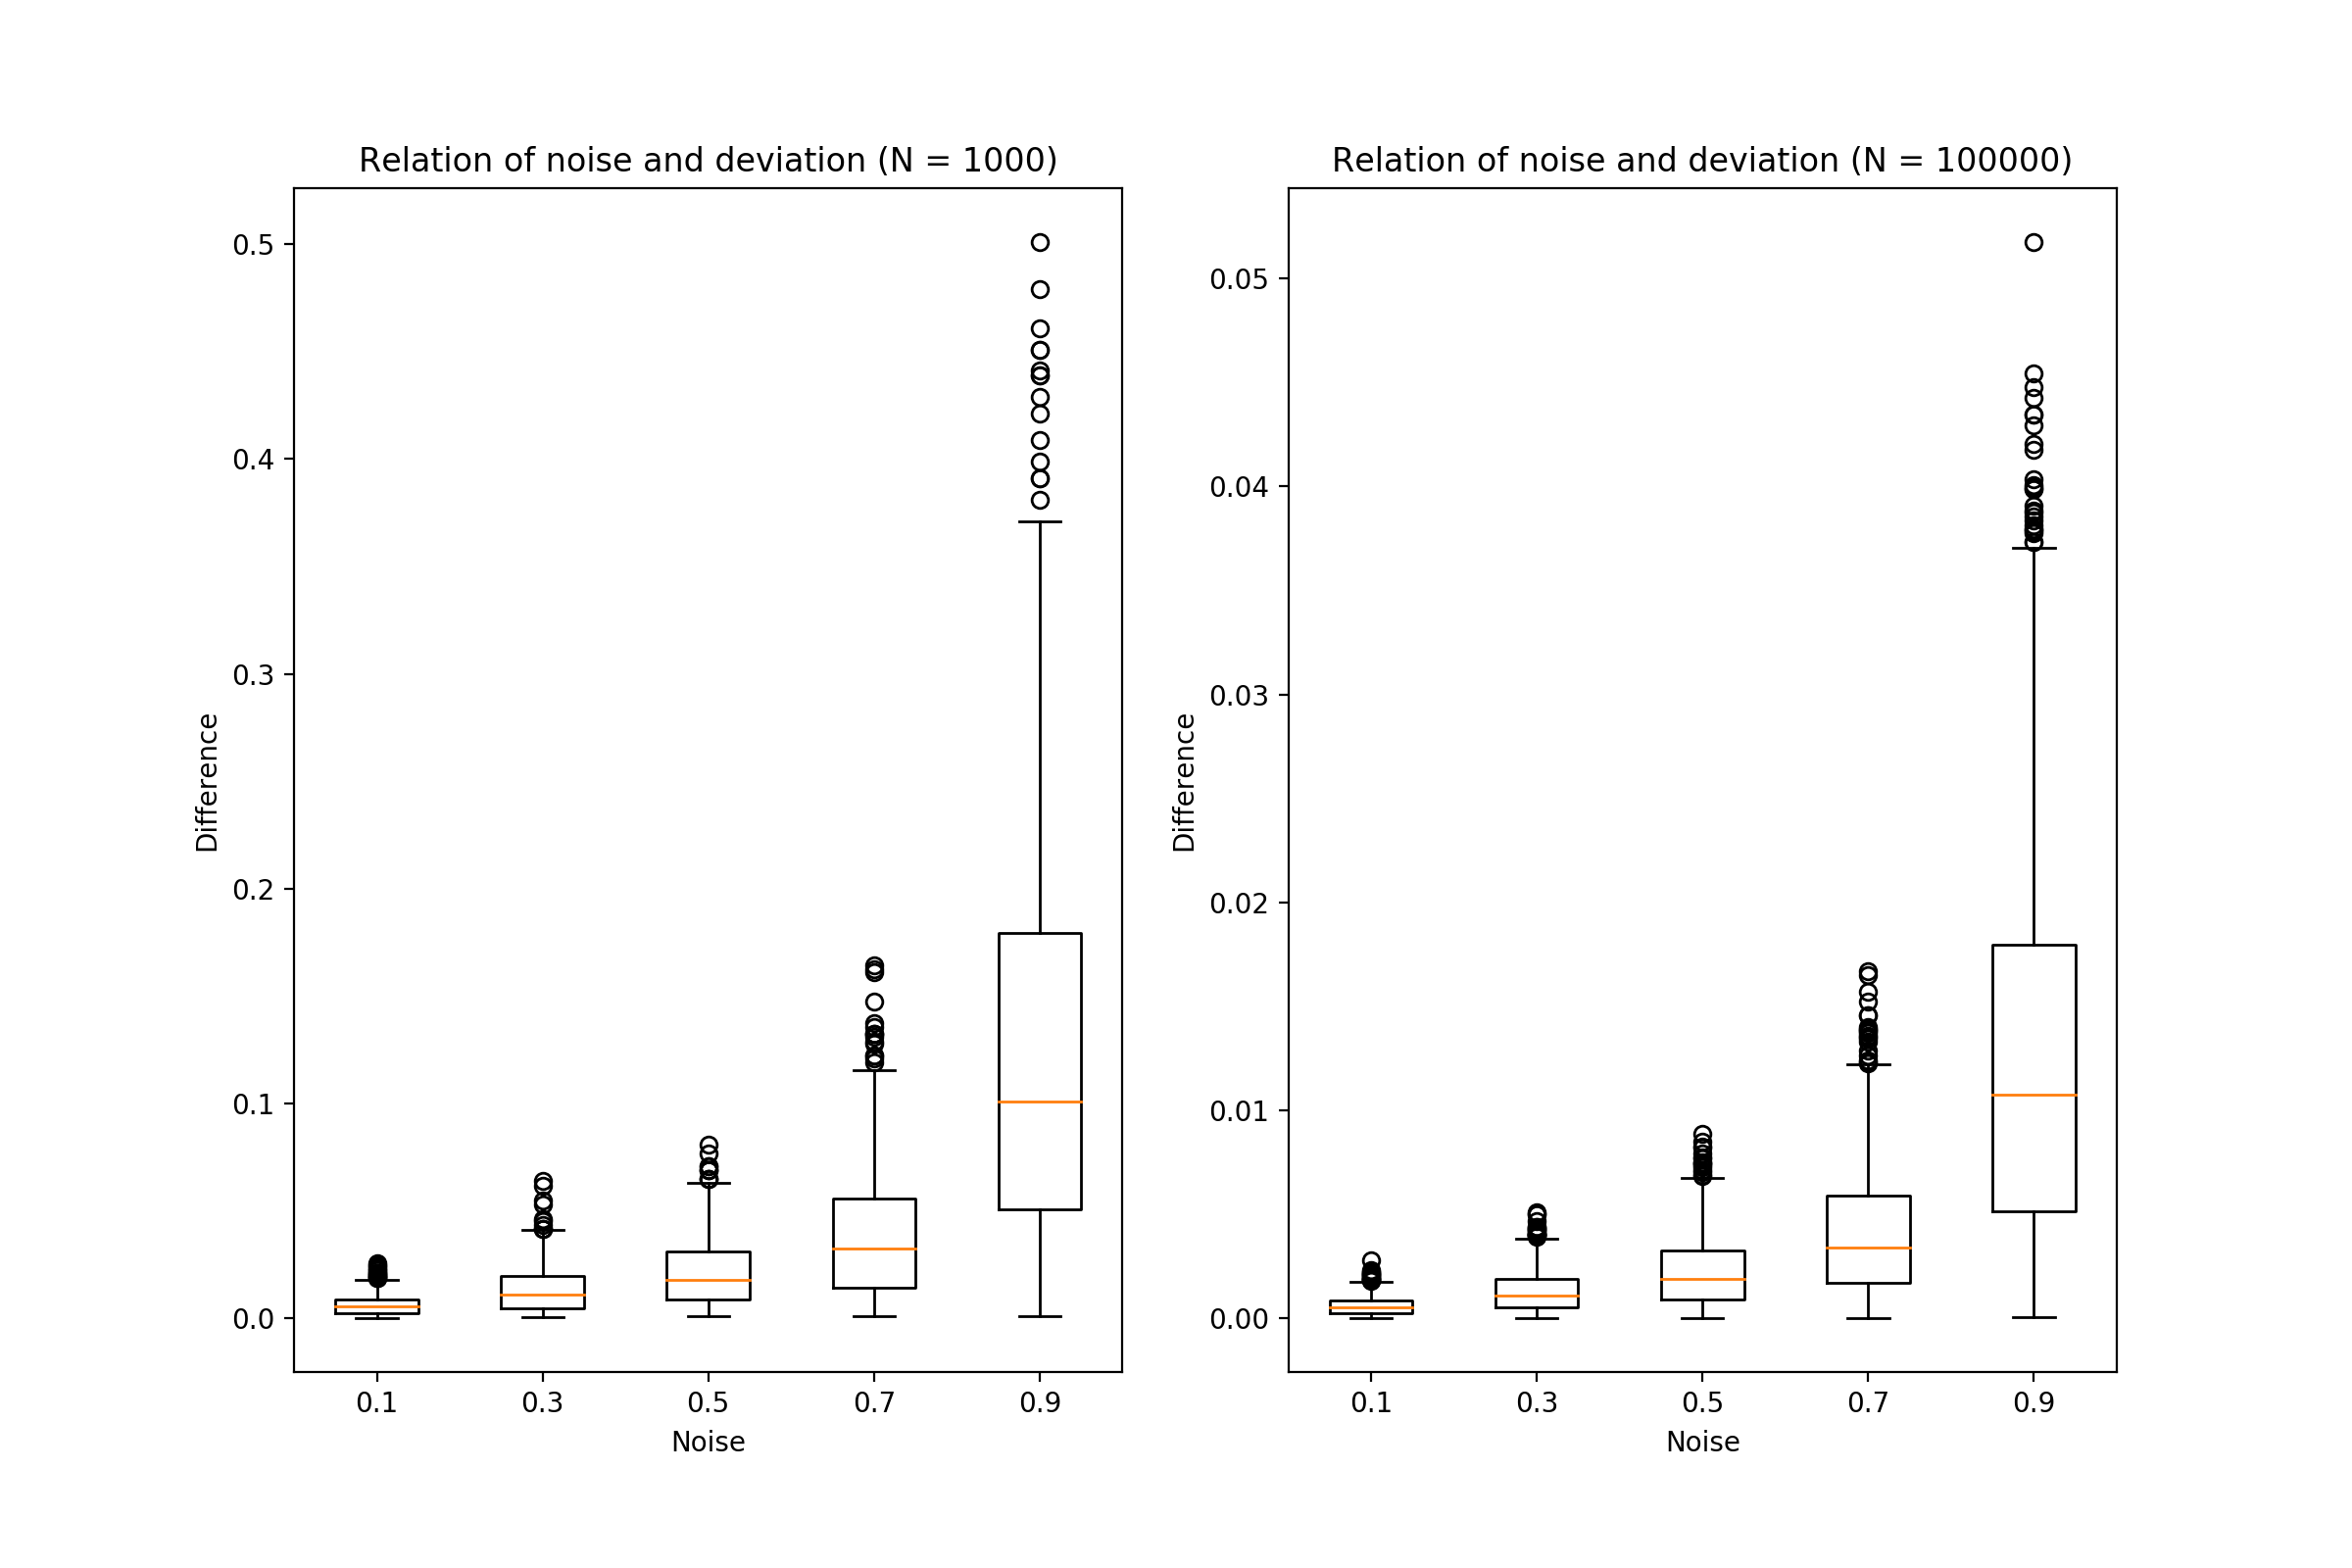 Relation of noise and deviation (N = 1000)
0.5
0.4
0.3
0.2
0.1
0.0
Difference
0.1 0.3 0.5 0.7 0.9
Noise
Relation of noise and deviation (N = 100000)
0.05
0.04
0.03
0.02
0.01
0.00
Difference
0.1 0.3 0.5 0.7 0.9
Noise